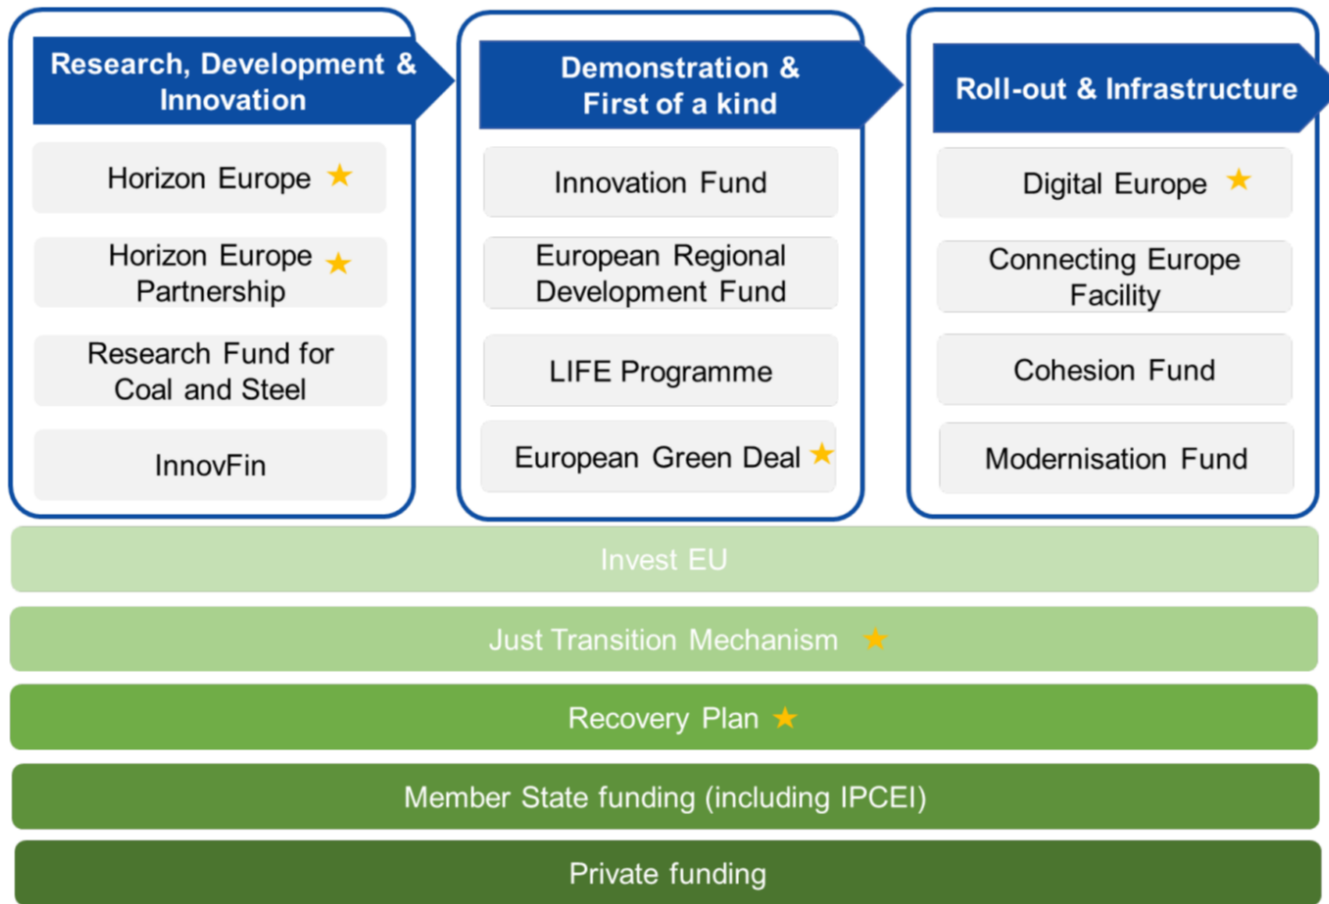 Research, Development &
Innovation
Horizon Europe
Horizon Europe
Partnership
Research Fund for
Coal and Steel
InnovFin
Demonstration &
First of a kind
Innovation Fund
European Regional
Development Fund
LIFE Programme
European Green Deal
Roll-out & Infrastructure
Digital Europe
Connecting Europe
Facility
Cohesion Fund
Modernisation Fund
Invest EU
Just Transition Mechanism
Recovery Plan
Member State funding (including IPCEI)
Private funding